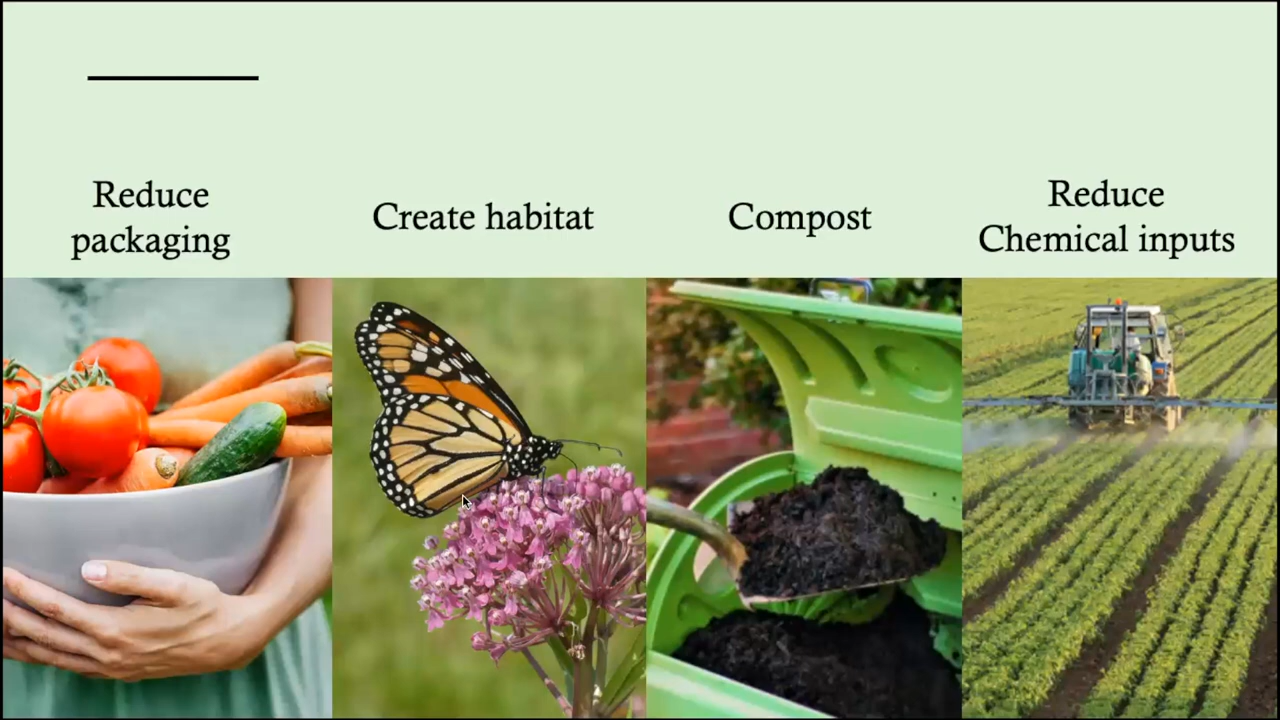 Reduce
packaging
Create habitat
Compost
Reduce
Chemical inputs